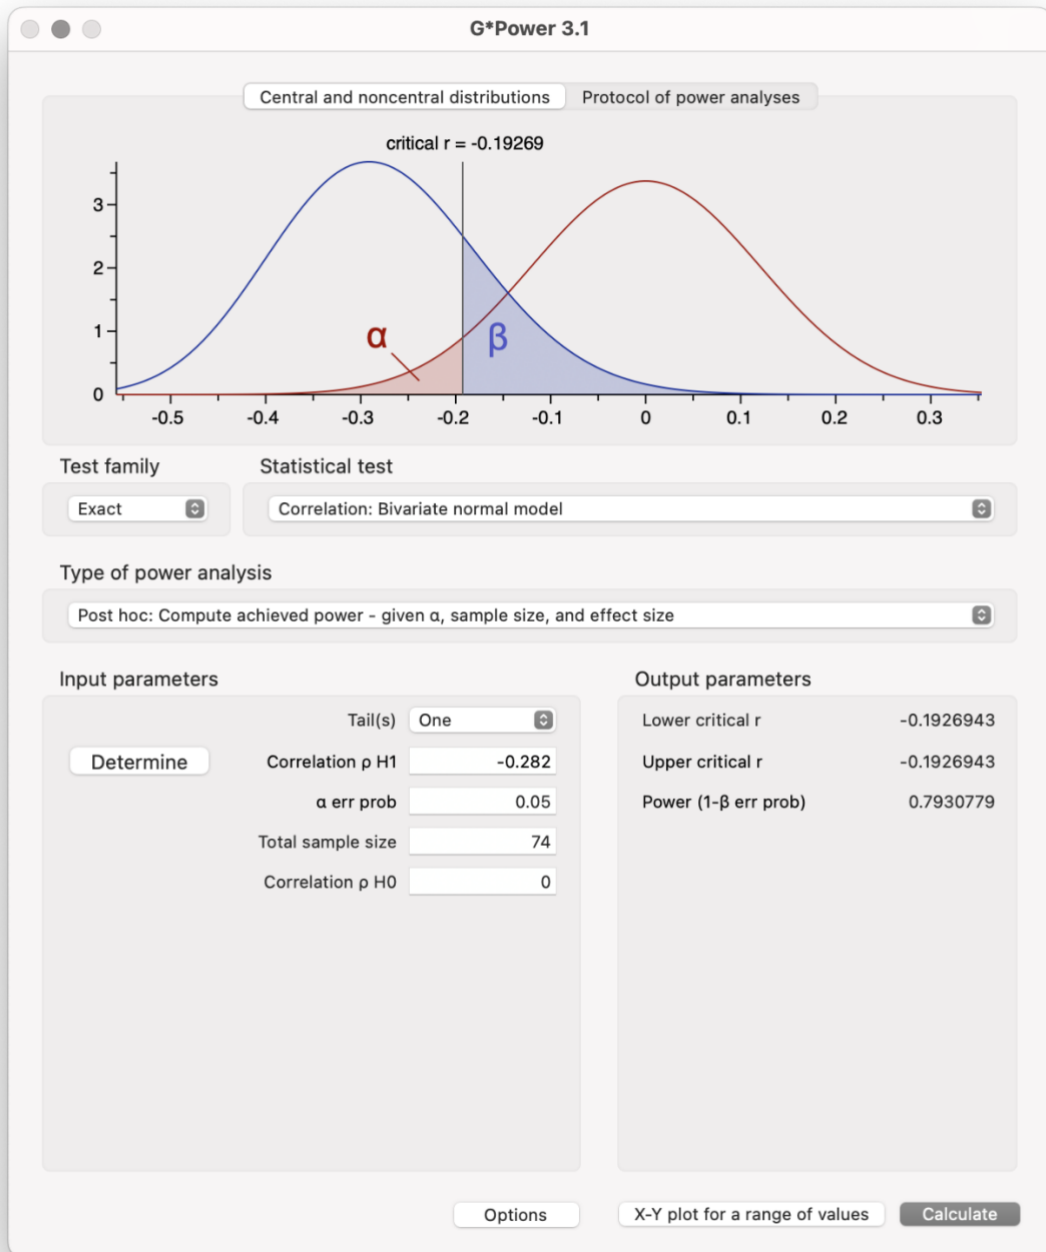 G*Power 3.1
Central and noncentral distributions Protocol of power analyses
critical r = -0.19269
3
2
1
0
α
β
-0.5 -0.4 -0.3 -0.2 -0.1 0 0.1 0.2 0.3
Test family Statistical test
Exact Correlation: Bivariate normal model
Type of power analysis
Post hoc: Compute achieved power - given α, sample size, and effect size
Input parameters
Tail(s) One
Determine Correlation ρ H1 -0.282
α err prob 0.05
Total sample size 74
Correlation ρ H0 0
Output parameters
Lower critical r -0.1926943
Upper critical r -0.1926943
Power (1-β err prob) 0.7930779
Options X-Y plot for a range of values Calculate